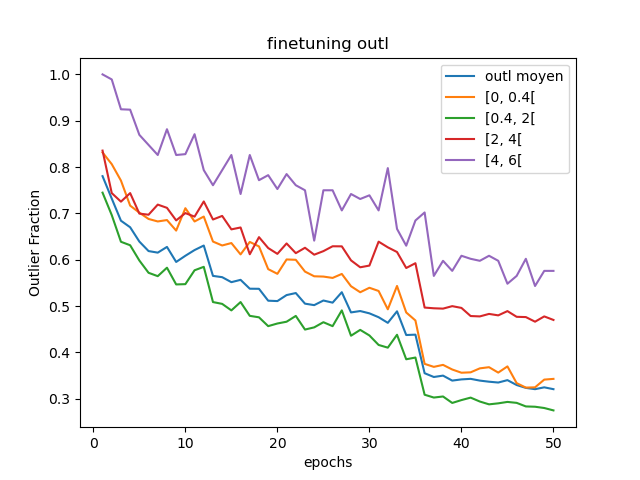 finetuning outl
outl moyen
[0, 0.4[
[0.4, 2[
[2, 4[
[4, 6[
Outlier Fraction
1.0
0.9
0.8
0.7
0.6
0.5
0.4
0.3
0 10 20 30 40 50
epochs